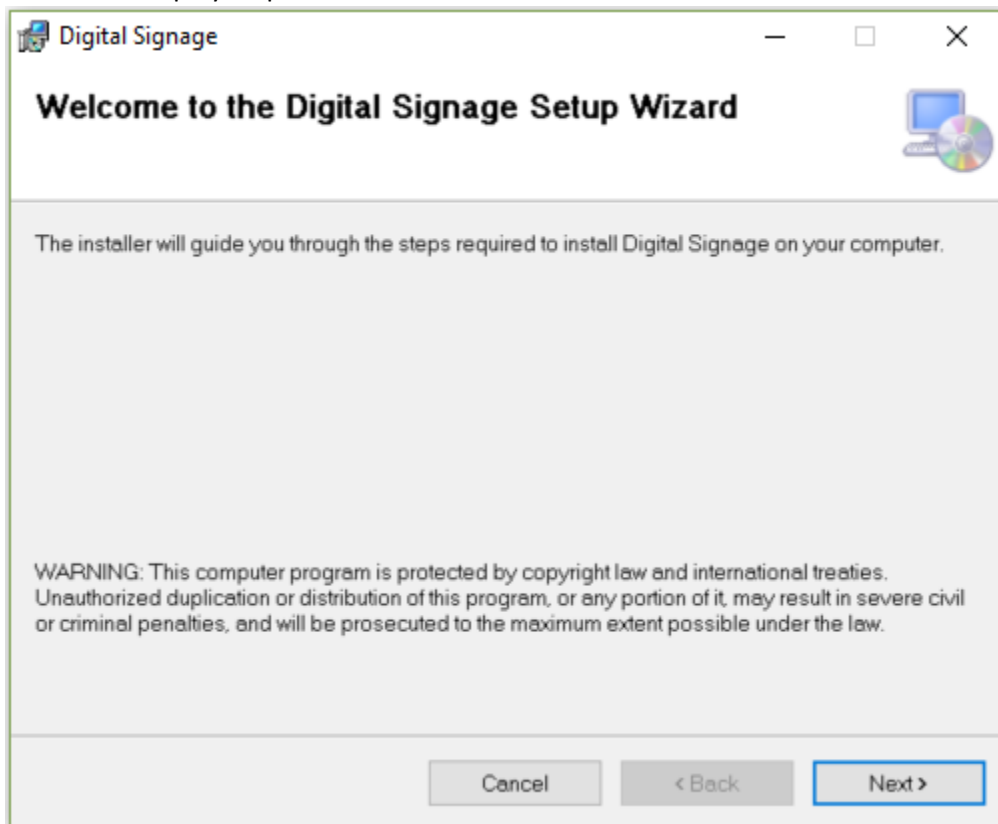 Digital Signage
Welcome to the Digital Signage Setup Wizard
The installer will guide you through the steps required to install Digital Signage on your computer.
WARNING: This computer program is protected by copyright law and international treaties.
Unauthorized duplication or distribution of this program, or any portion of it, may result in severe civil
or criminal penalties, and will be prosecuted to the maximum extent possible under the law.
Cancel
< Back
Next >